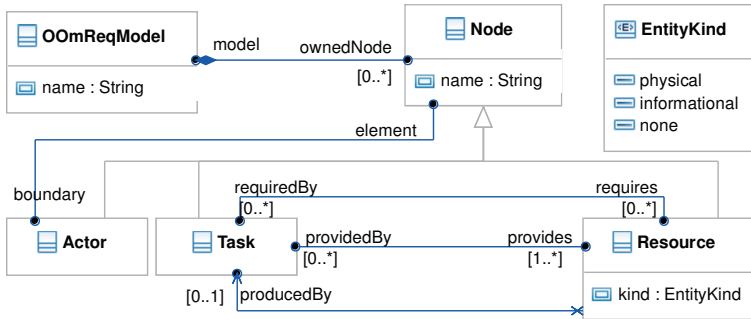 OOmReqModel
name : String
model
ownedNode
[0..*]
Node
name : String
<E>
EntityKind
physical
informational
none
element
boundary
requiredBy
[0..*]
requires
[0..*]
Actor
Task
providedBy
[0..*]
provides
[1..*]
Resource
kind : EntityKind
[0..1]
producedBy